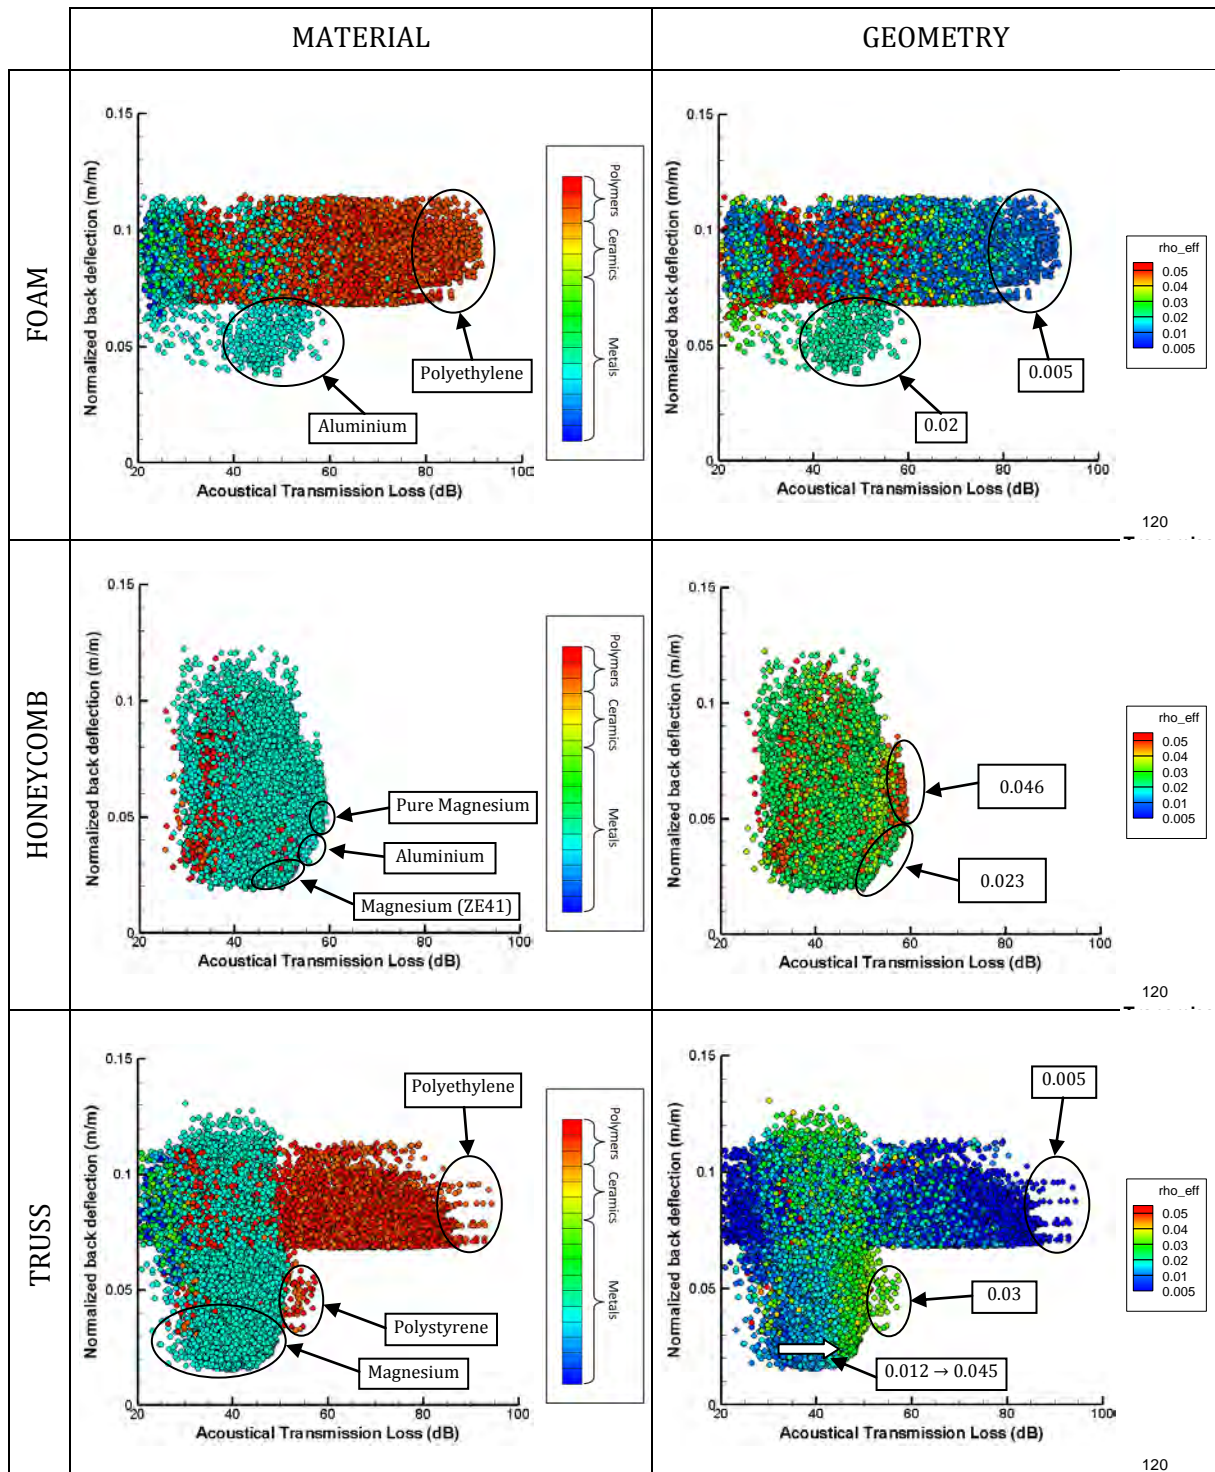 MATERIAL
GEOMETRY
FOAM
Normalized back deflection (m/m)
0.15
0.1
0.05
0
20
40
60
80
100
Acoustical Transmission Loss (dB)
Aluminium
Polyethylene
Polymers
Ceramics
Metals
Normalized back deflection (m/m)
0.15
0.1
0.05
0
20
40
60
80
100
Acoustical Transmission Loss (dB)
0.02
0.005
rho_eff
0.05
0.04
0.03
0.02
0.01
0.005
120
HONEYCOMB
Normalized back deflection (m/m)
0.15
0.1
0.05
0
20
40
60
80
100
Acoustical Transmission Loss (dB)
Pure Magnesium
Aluminium
Magnesium (ZE41)
Polymers
Ceramics
Metals
Normalized back deflection (m/m)
0.15
0.1
0.05
0
20
40
60
80
100
Acoustical Transmission Loss (dB)
0.046
0.023
rho_eff
0.05
0.04
0.03
0.02
0.01
0.005
120
TRUSS
Normalized back deflection (m/m)
0.15
0.1
0.05
0
20
40
60
80
100
Acoustical Transmission Loss (dB)
Polyethylene
Polystyrene
Magnesium
Polymers
Ceramics
Metals
Normalized back deflection (m/m)
0.15
0.1
0.05
0
20
40
60
80
100
Acoustical Transmission Loss (dB)
0.005
0.03
0.012 → 0.045
rho_eff
0.05
0.04
0.03
0.02
0.01
0.005
120